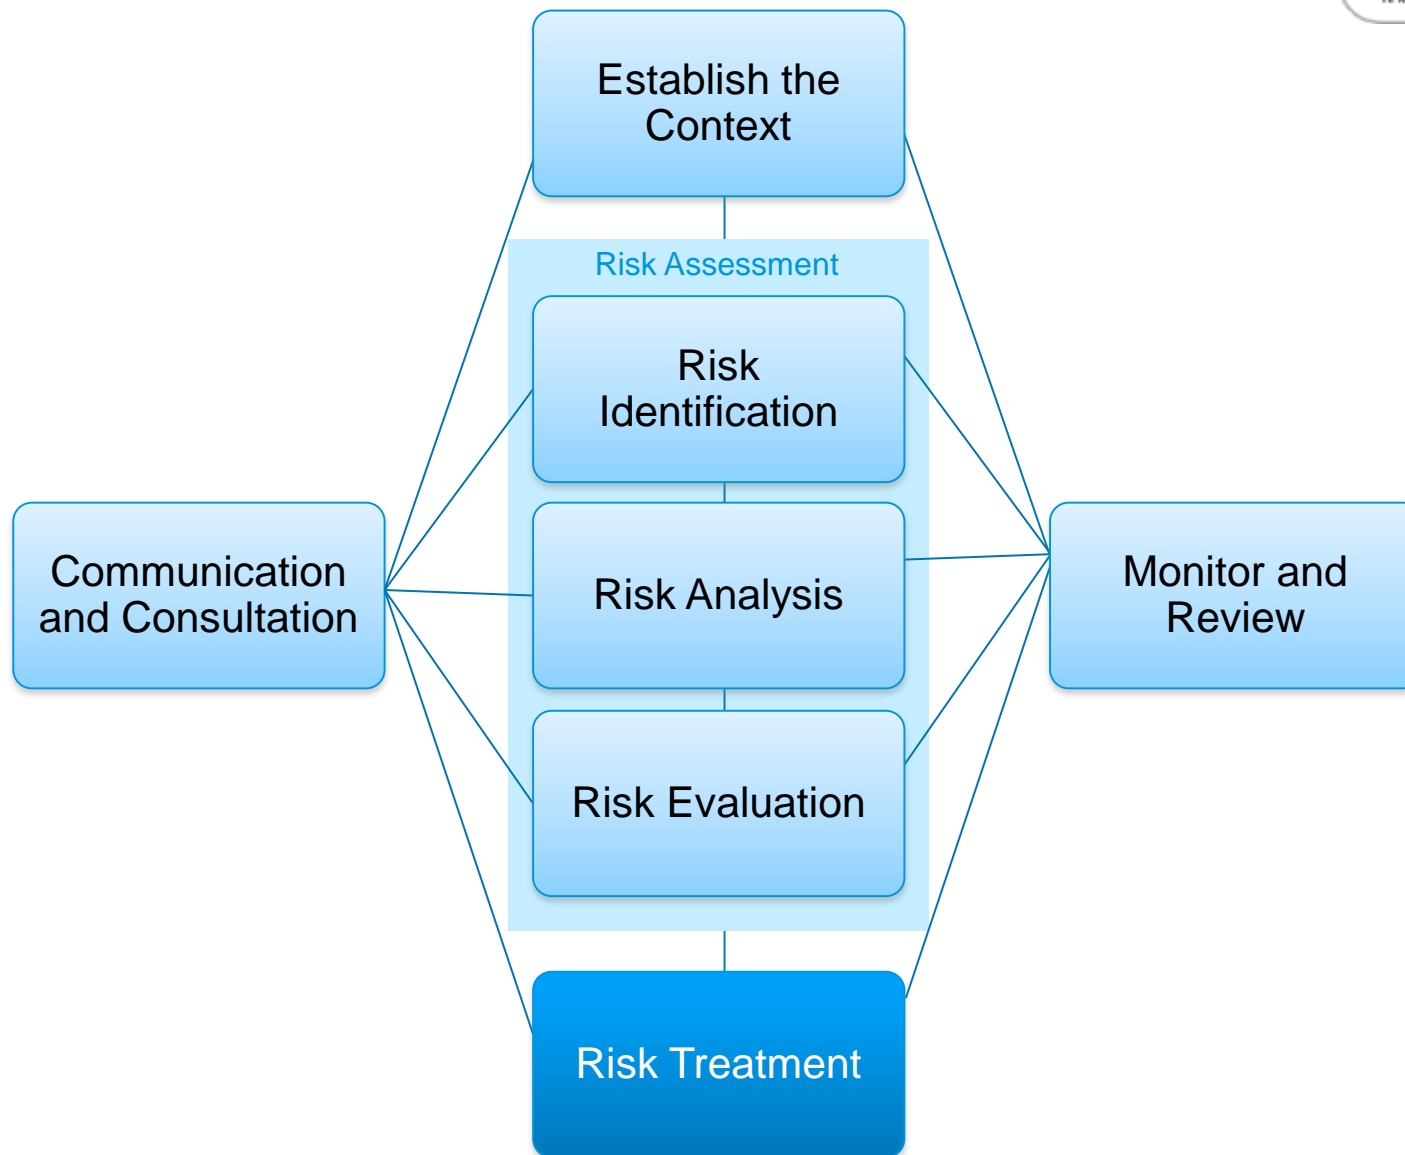 Establish the
Context
Risk Assessment
Risk
Identification
Communication
and Consultation
Risk Analysis
Monitor and
Review
Risk Evaluation
Risk Treatment